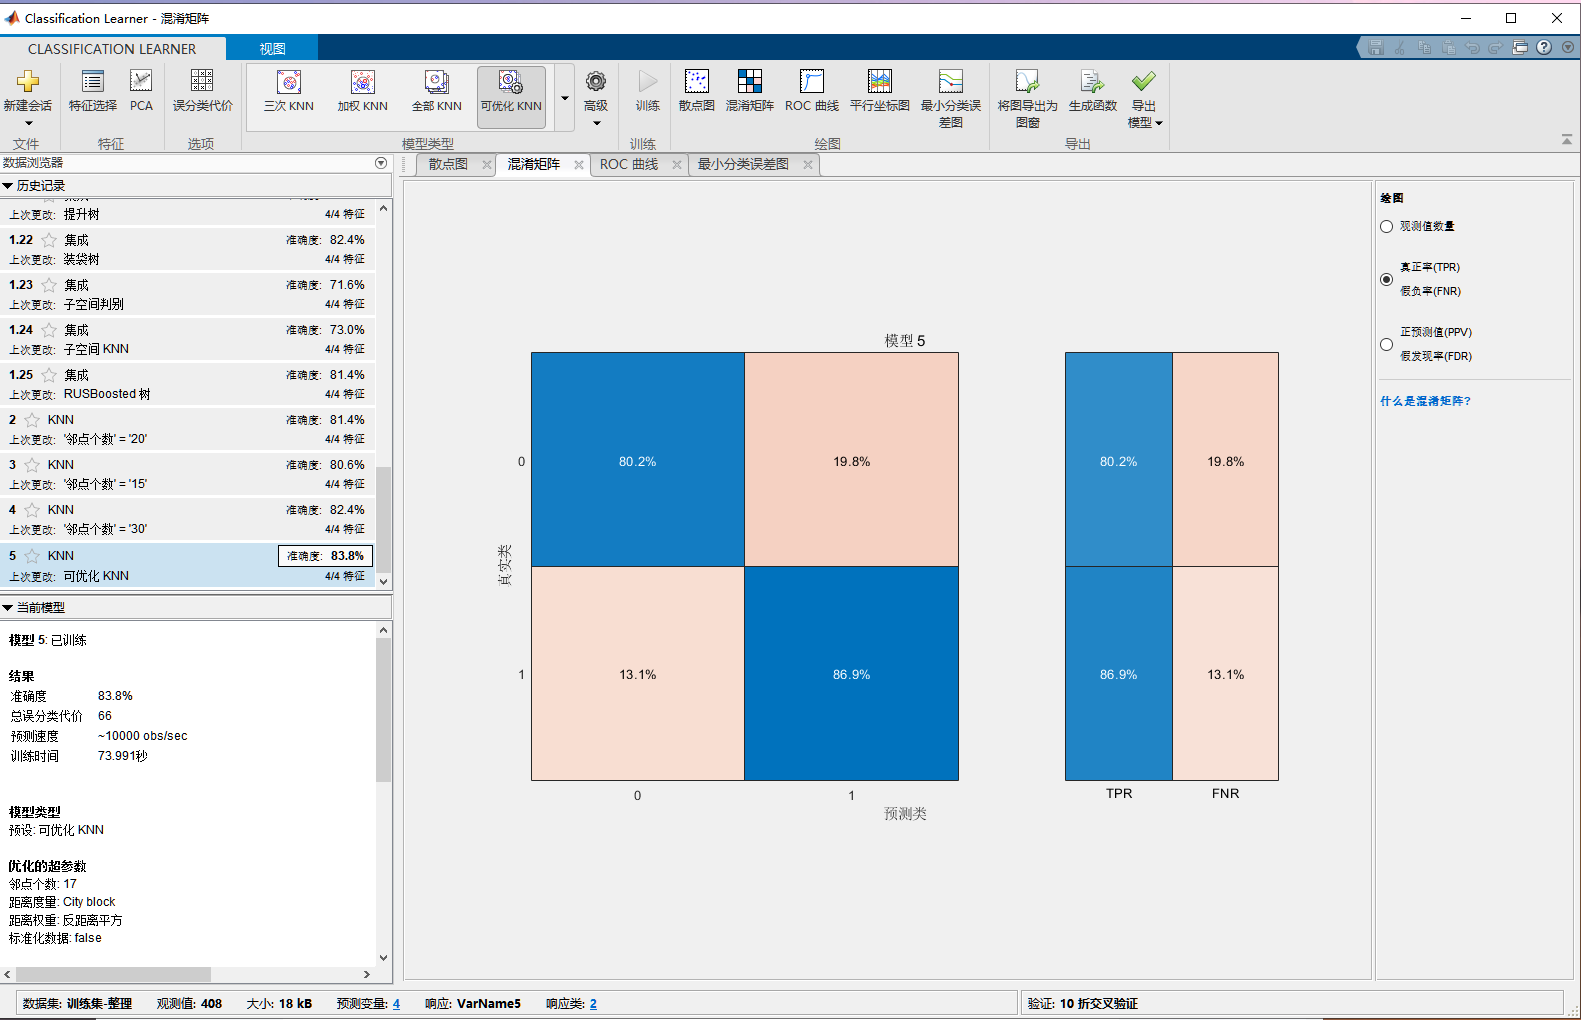 Classification Learner - 混淆矩阵
CLASSIFICATION LEARNER
视图
新建会话
特征选择
PCA
误分类代价
三次 KNN
加权 KNN
全部 KNN
可优化 KNN
高级
训练
散点图
混淆矩阵
ROC 曲线
平行坐标图
最小分类误
差图
将图导出为
图窗
生成函数
导出
模型
文件
特征
选项
模型类型
训练
绘图
导出
数据浏览器
散点图
混淆矩阵
ROC 曲线
最小分类误差图
历史记录
上次更改: 提升树 4/4 特征
1.22 集成 准确度: 82.4%
上次更改: 装袋树 4/4 特征
1.23 集成 准确度: 71.6%
上次更改: 子空间判别 4/4 特征
1.24 集成 准确度: 73.0%
上次更改: 子空间 KNN 4/4 特征
1.25 集成 准确度: 81.4%
上次更改: RUSBoosted 树 4/4 特征
2 KNN 准确度: 81.4%
上次更改: '邻点个数' = '20' 4/4 特征
3 KNN 准确度: 80.6%
上次更改: '邻点个数' = '15' 4/4 特征
4 KNN 准确度: 82.4%
上次更改: '邻点个数' = '30' 4/4 特征
5 KNN 准确度: 83.8%
上次更改: 可优化 KNN 4/4 特征
当前模型
模型 5: 已训练
结果
准确度 83.8%
总误分类代价 66
预测速度 ~10000 obs/sec
训练时间 73.991秒
模型类型
预设: 可优化 KNN
优化的超参数
邻点个数: 17
距离度量: City block
距离权重: 反距离平方
标准化数据: false
模型 5
0
80.2%
19.8%
80.2%
19.8%
真实类
1
13.1%
86.9%
86.9%
13.1%
0
1
TPR
FNR
预测类
绘图
观测值数量
真正率(TPR)
假负率(FNR)
正预测值(PPV)
假发现率(FDR)
什么是混淆矩阵?
数据集: 训练集-整理 观测值: 408 大小: 18 kB 预测变量: 4 响应: VarName5 响应类: 2
验证: 10 折交叉验证